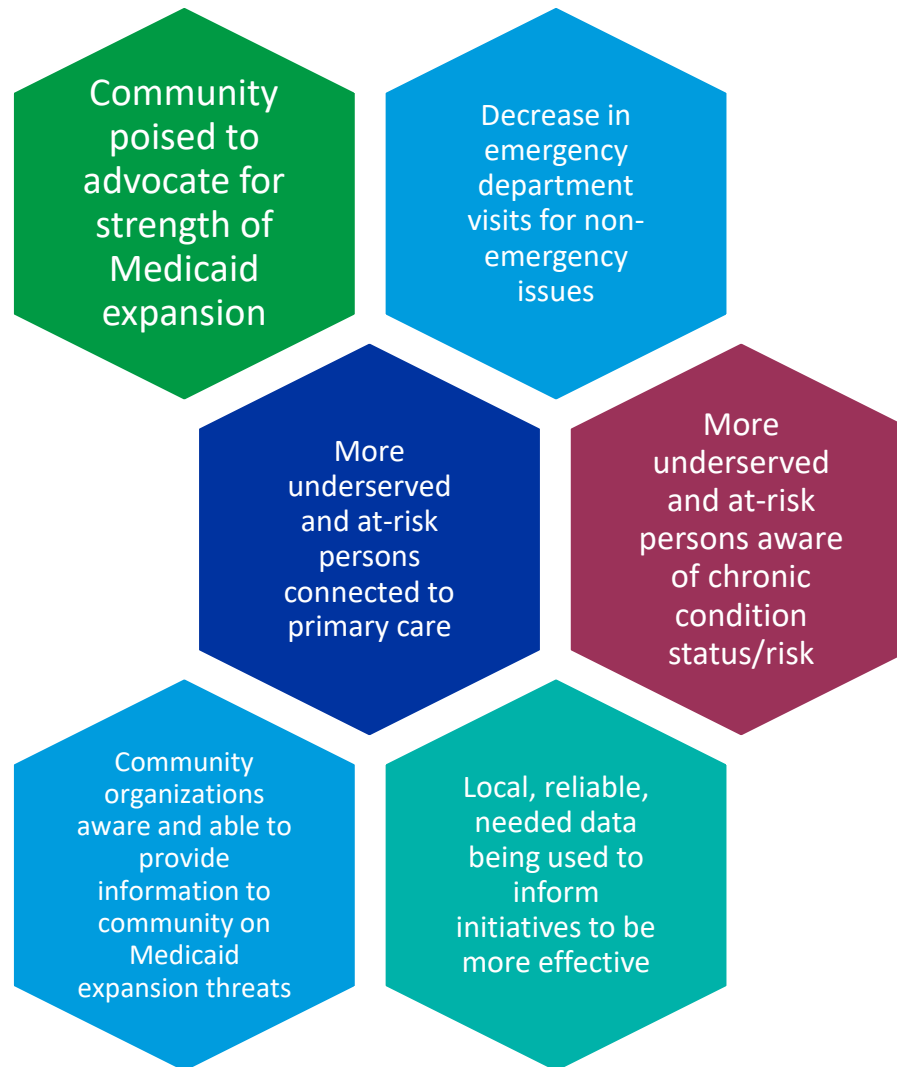 Community
poised to
advocate for
strength of
Medicaid
expansion
Decrease in
emergency
department
visits for non-
emergency
issues
More
underserved
and at-risk
persons
connected to
primary care
More
underserved
and at-risk
persons aware
of chronic
condition
status/risk
Community
organizations
aware and able to
provide
information to
community on
Medicaid
expansion threats
Local, reliable,
needed data
being used to
inform
initiatives to be
more effective